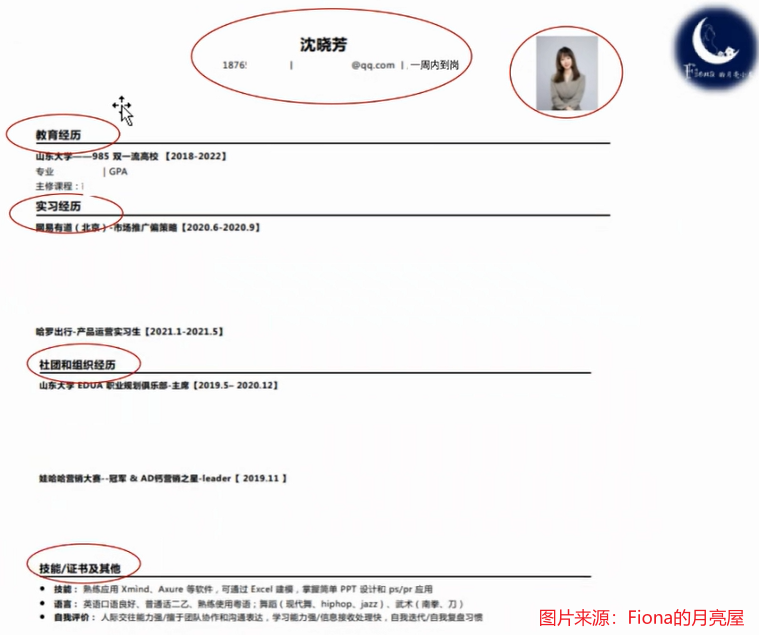 沈晓芳
1876 | @qq.com | 一周内到岗
Fiona 的月亮小屋
教育经历
山东大学——985 双一流高校 【2018-2022】
专业 | GPA
主修课程：
实习经历
网易有道（北京）-市场推广偏策略【2020.6-2020.9】
哈罗出行-产品运营实习生【2021.1-2021.5】
社团和组织经历
山东大学 EDUA 职业规划俱乐部-主席【2019.5– 2020.12】
娃哈哈营销大赛--冠军 & AD钙营销之星-leader【 2019.11 】
技能/证书及其他
● 技能： 熟练应用 Xmind、Axure 等软件，可通过 Excel 建模，掌握简单 PPT 设计和 ps/pr 应用
● 语言： 英语口语良好、普通话二乙、熟练使用粤语；舞蹈（现代舞、hiphop、jazz）、武术（南拳、刀）
● 自我评价： 人际交往能力强/擅于团队协作和沟通表达，学习能力强/信息接收处理快，自我迭代/自我复盘习惯
图片来源：Fiona的月亮屋